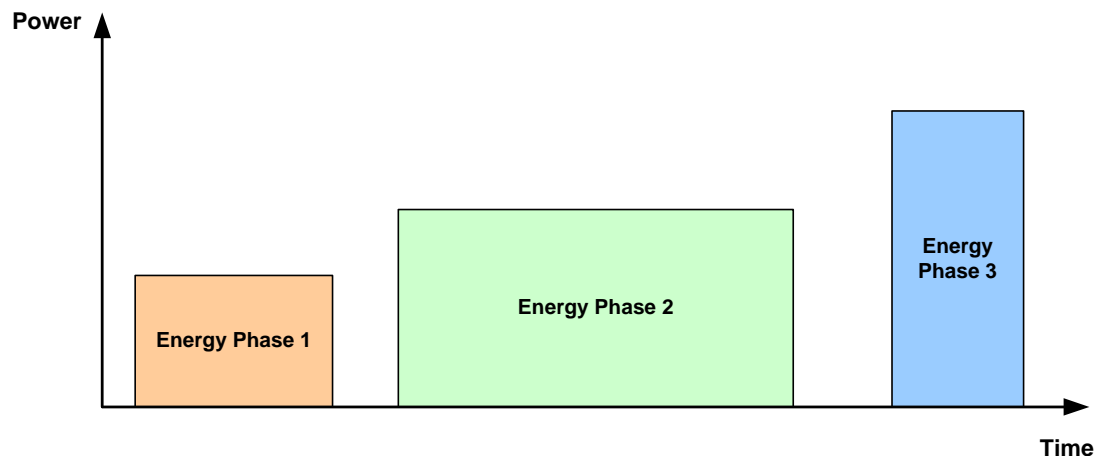 Power
Energy
Phase 3
Energy Phase 2
Energy Phase 1
Time